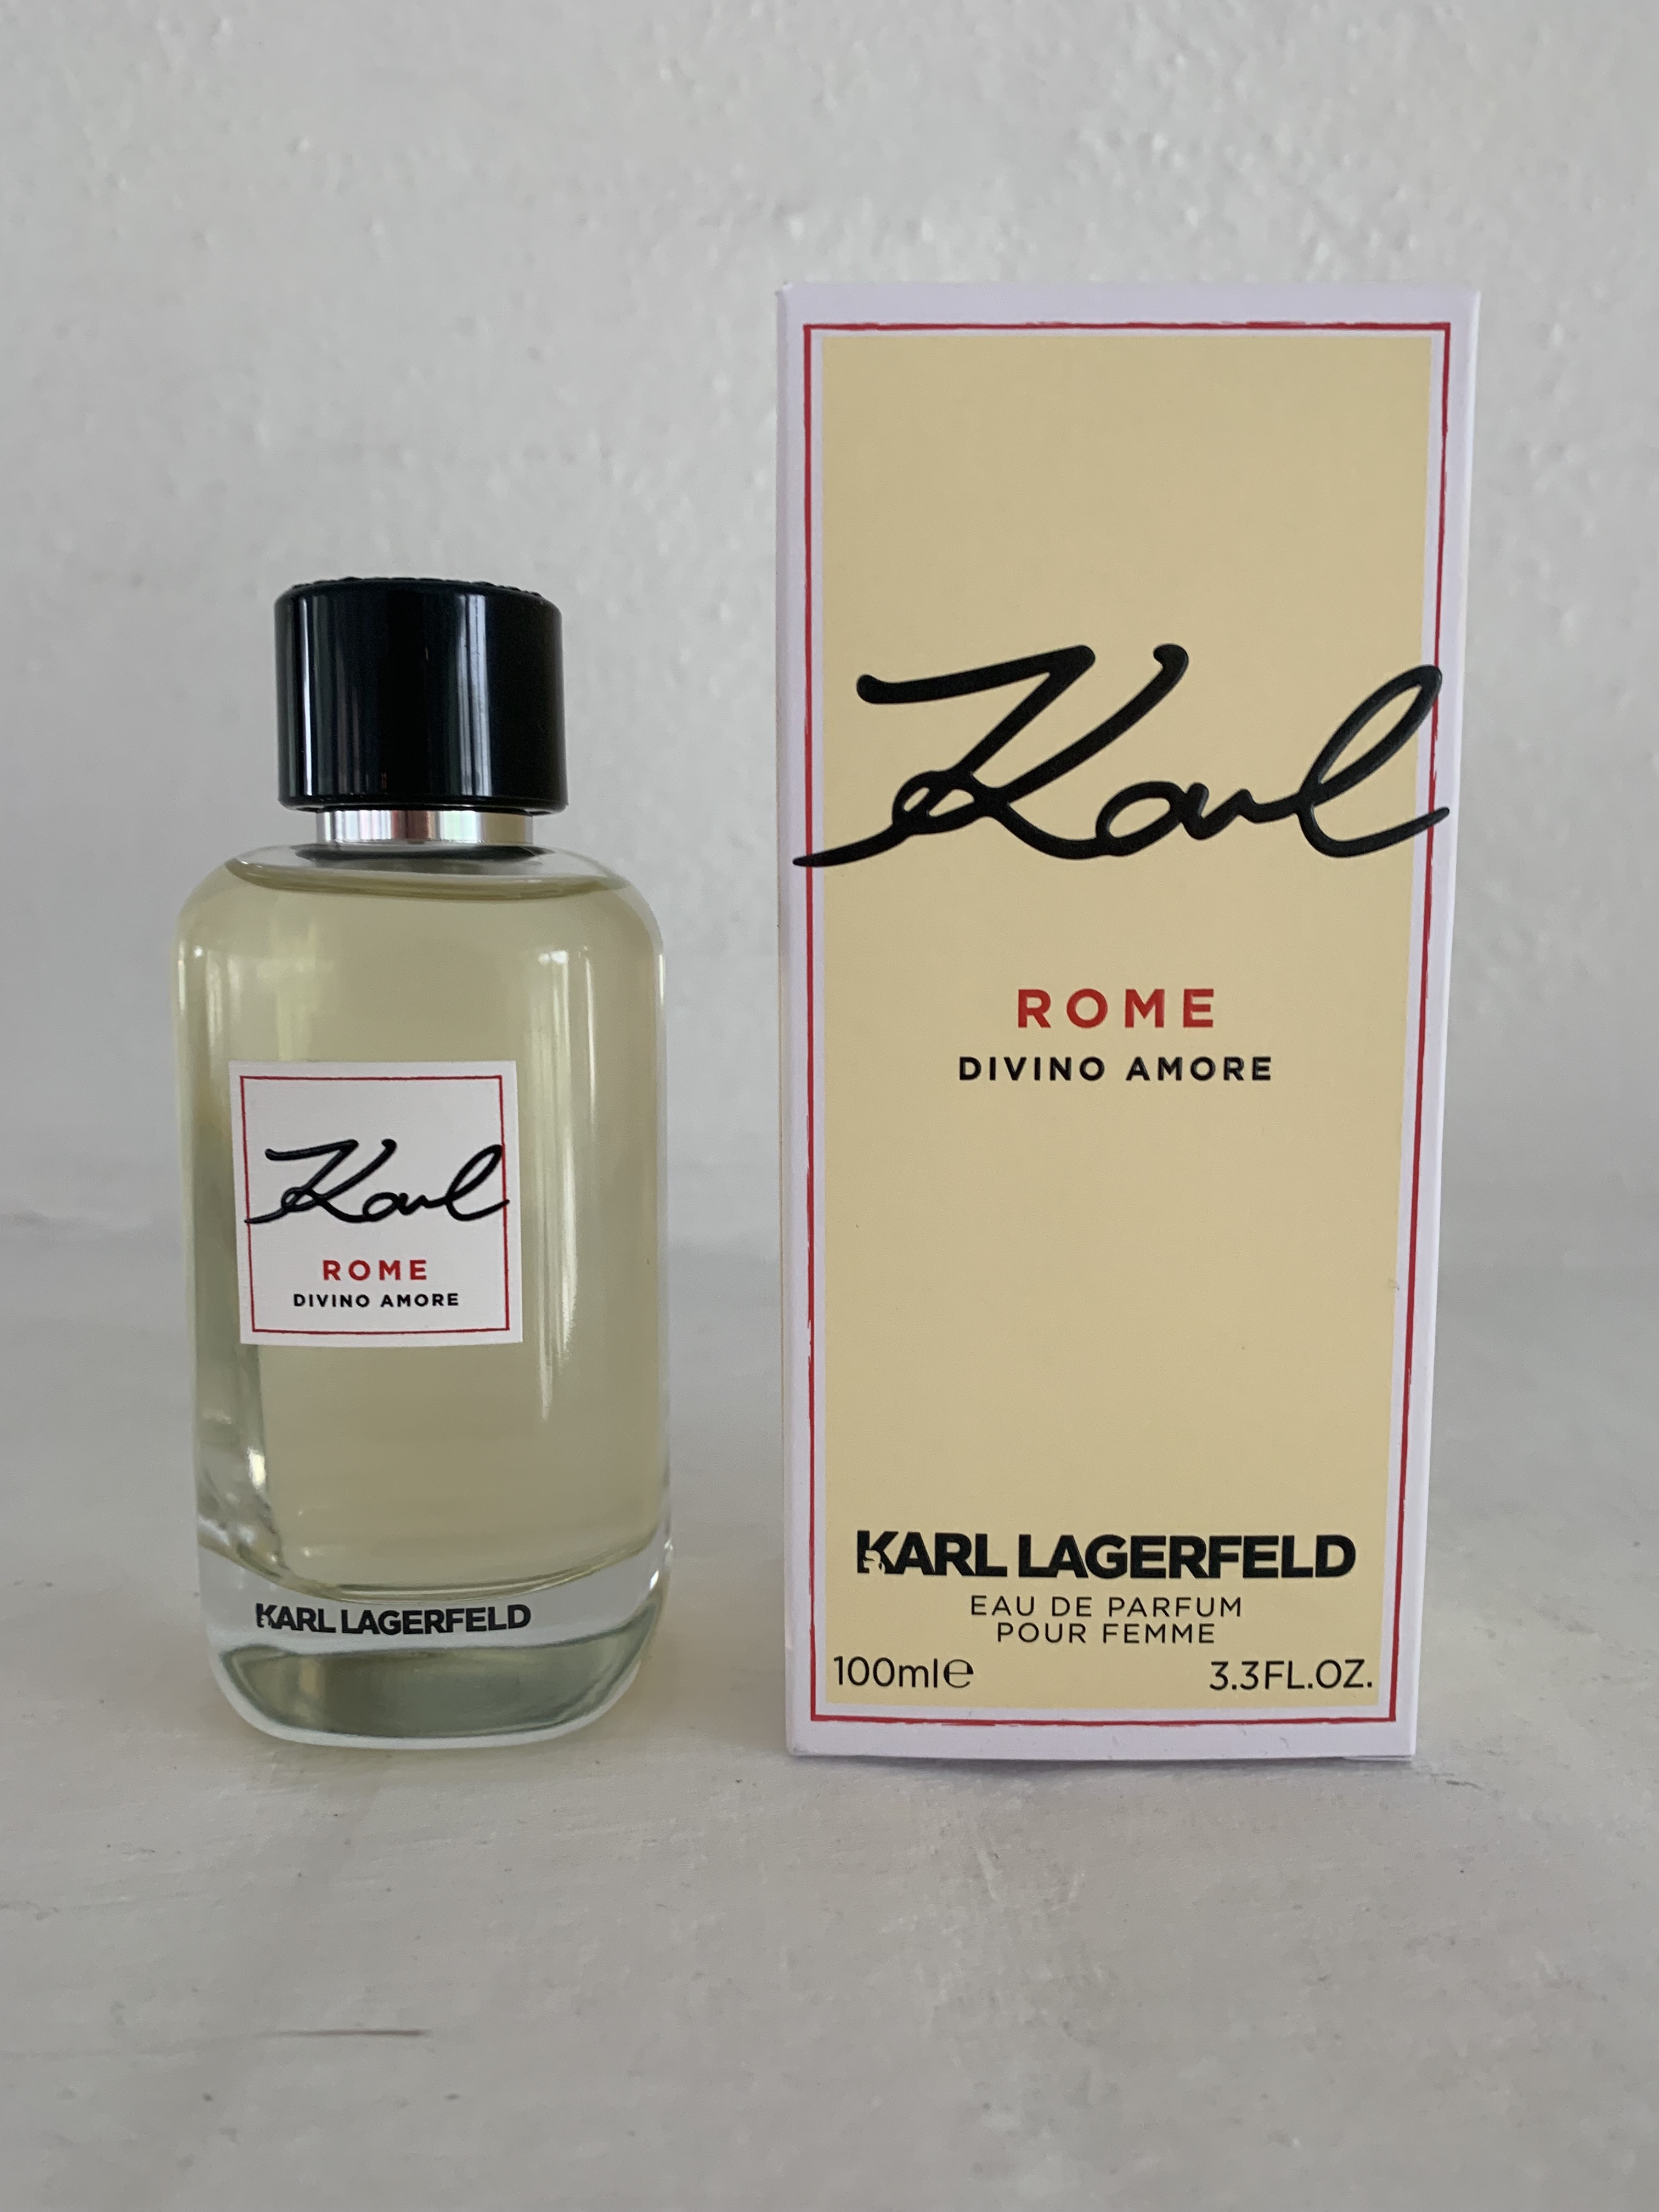 Karl
ROME
DIVINO AMORE
KARL LAGERFELD
Karl
ROME
DIVINO AMORE
KARL LAGERFELD
EAU DE PARFUM
POUR FEMME
100ml℮ 3.3FL.OZ.